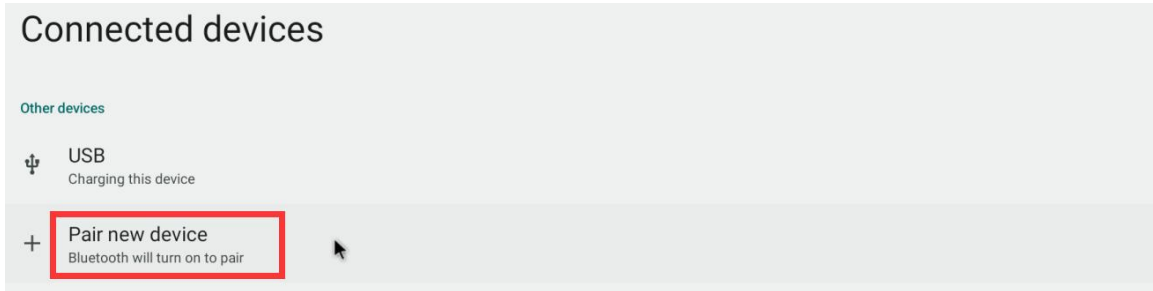 Connected devices
Other devices
USB
Charging this device
Pair new device
Bluetooth will turn on to pair